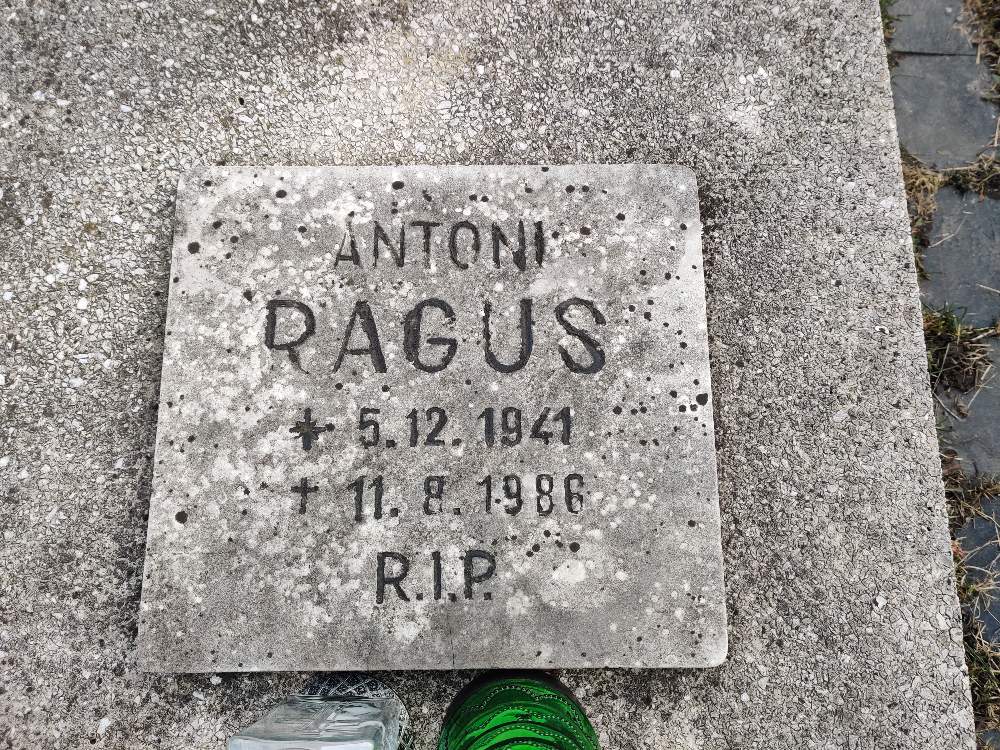 ANTONI
RAGUS
✦ 5.12.1941
✝ 11.8.1986
R.I.P.